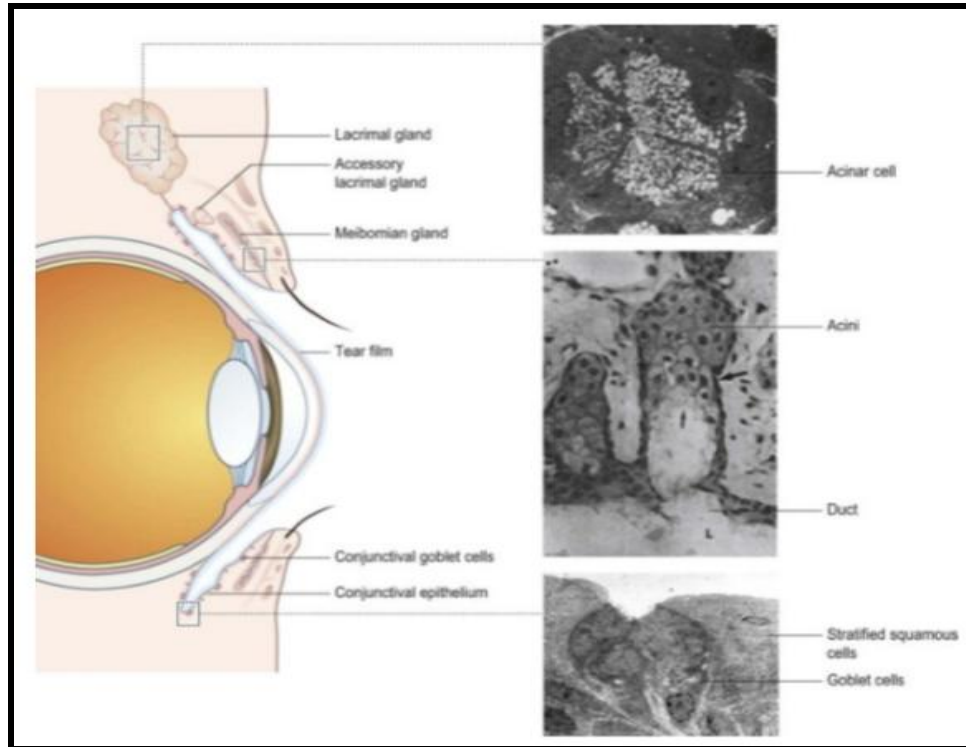 Lacrimal gland
Accessory
lacrimal gland
Meibomian gland
Tear film
Conjunctival goblet cells
Conjunctival epithelium
Acinar cell
Acini
Duct
L
Stratified squamous
cells
Goblet cells